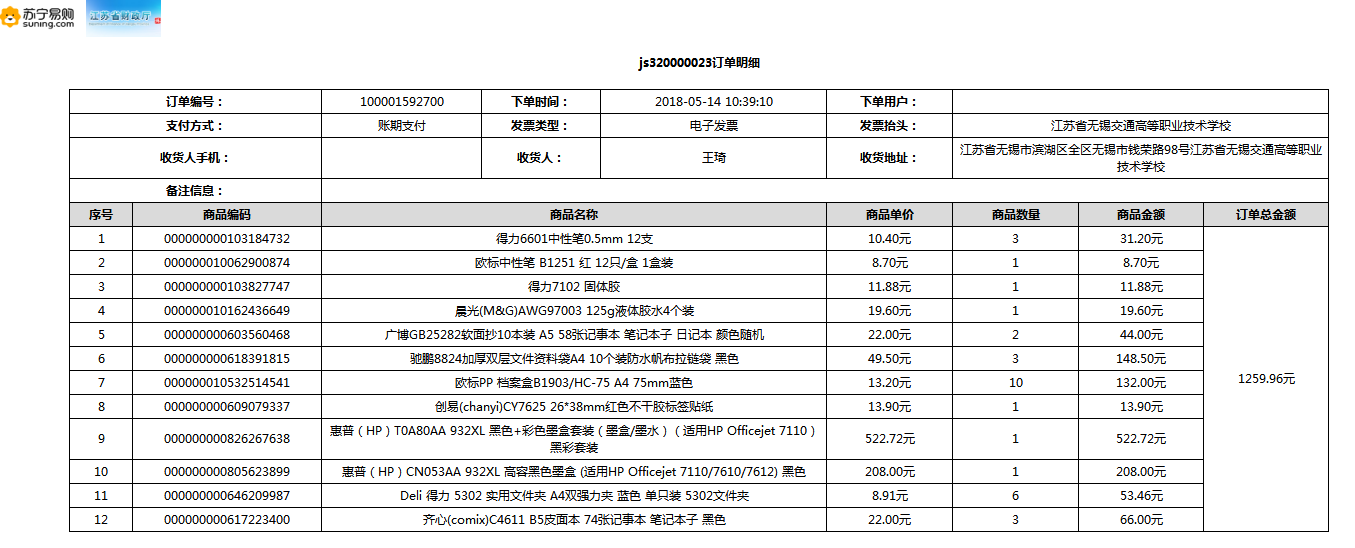 苏宁易购
suning.com
江苏省财政厅
js320000023订单明细
订单编号： 100001592700 下单时间： 2018-05-14 10:39:10 下单用户：
支付方式： 账期支付 发票类型： 电子发票 发票抬头： 江苏省无锡交通高等职业技术学校
收货人手机： 收货人： 王琦 收货地址： 江苏省无锡市滨湖区全区无锡市钱荣路98号江苏省无锡交通高等职业
技术学校
备注信息：
序号 商品编码 商品名称 商品单价 商品数量 商品金额 订单总金额
1 000000000103184732 得力6601中性笔0.5mm 12支 10.40元 3 31.20元
2 000000010062900874 欧标中性笔 B1251 红 12只/盒 1盒装 8.70元 1 8.70元
3 000000000103827747 得力7102 固体胶 11.88元 1 11.88元
4 000000010162436649 晨光(M&G)AWG97003 125g液体胶水4个装 19.60元 1 19.60元
5 000000000603560468 广博GB25282软面抄10本装 A5 58张记事本 笔记本子 日记本 颜色随机 22.00元 2 44.00元
6 000000000618391815 驰鹏8824加厚双层文件资料袋A4 10个装防水帆布拉链袋 黑色 49.50元 3 148.50元
7 000000010532514541 欧标PP 档案盒B1903/HC-75 A4 75mm蓝色 13.20元 10 132.00元
1259.96元
8 000000000609079337 创易(chanyi)CY7625 26*38mm红色不干胶标签贴纸 13.90元 1 13.90元
9 000000000826267638 惠普（HP）T0A80AA 932XL 黑色+彩色墨盒套装（墨盒/墨水）（适用HP Officejet 7110）
黑彩套装 522.72元 1 522.72元
10 000000000805623899 惠普（HP）CN053AA 932XL 高容黑色墨盒 (适用HP Officejet 7110/7610/7612) 黑色 208.00元 1 208.00元
11 000000000646209987 Deli 得力 5302 实用文件夹 A4双强力夹 蓝色 单只装 5302文件夹 8.91元 6 53.46元
12 000000000617223400 齐心(comix)C4611 B5皮面本 74张记事本 笔记本子 黑色 22.00元 3 66.00元